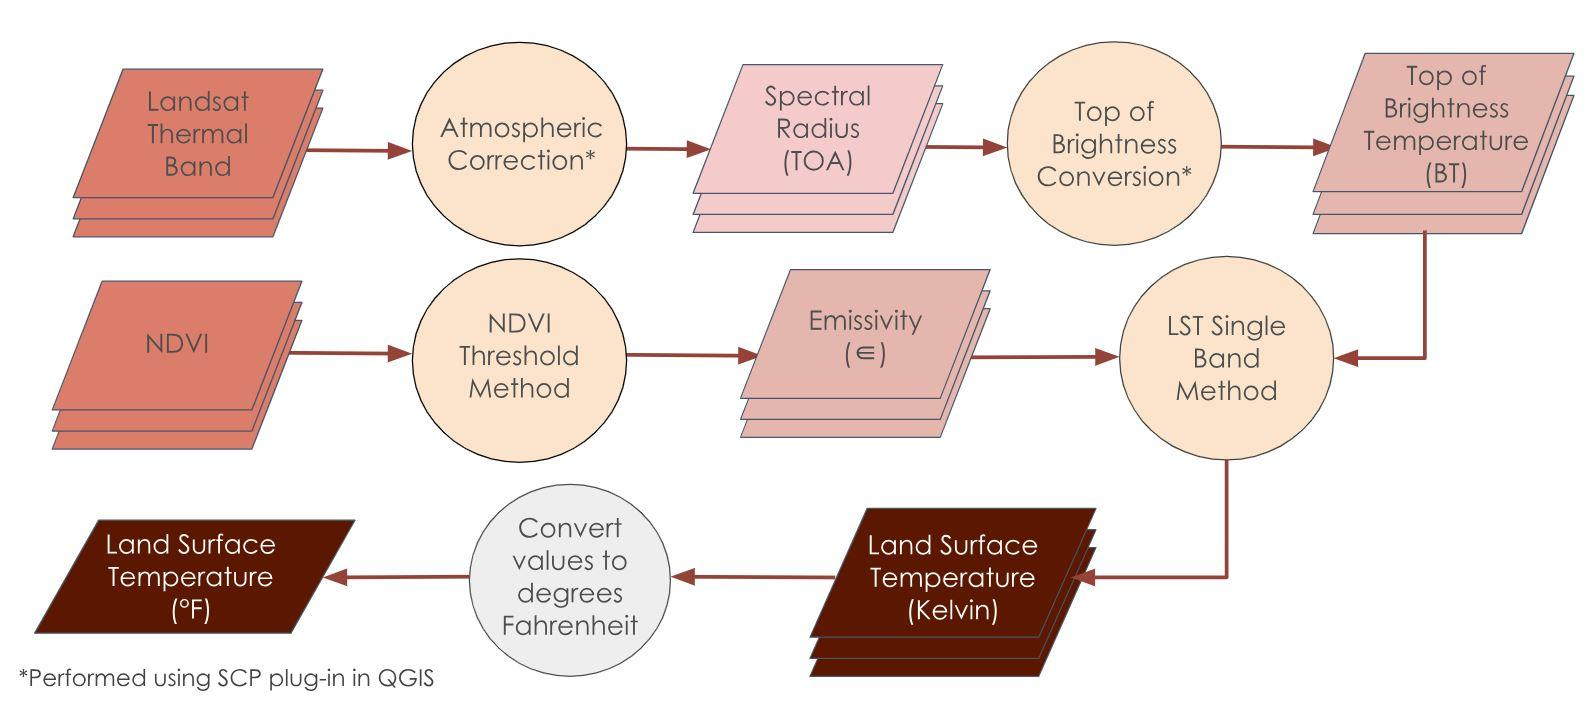 Landsat
Thermal
Band
Atmospheric
Correction*
Spectral
Radius
(TOA)
Top of
Brightness
Conversion*
Top of
Brightness
Temperature
(BT)
NDVI
NDVI
Threshold
Method
Emissivity
(∈)
LST Single
Band
Method
Land Surface
Temperature
(°F)
Convert
values to
degrees
Fahrenheit
Land Surface
Temperature
(Kelvin)
*Performed using SCP plug-in in QGIS